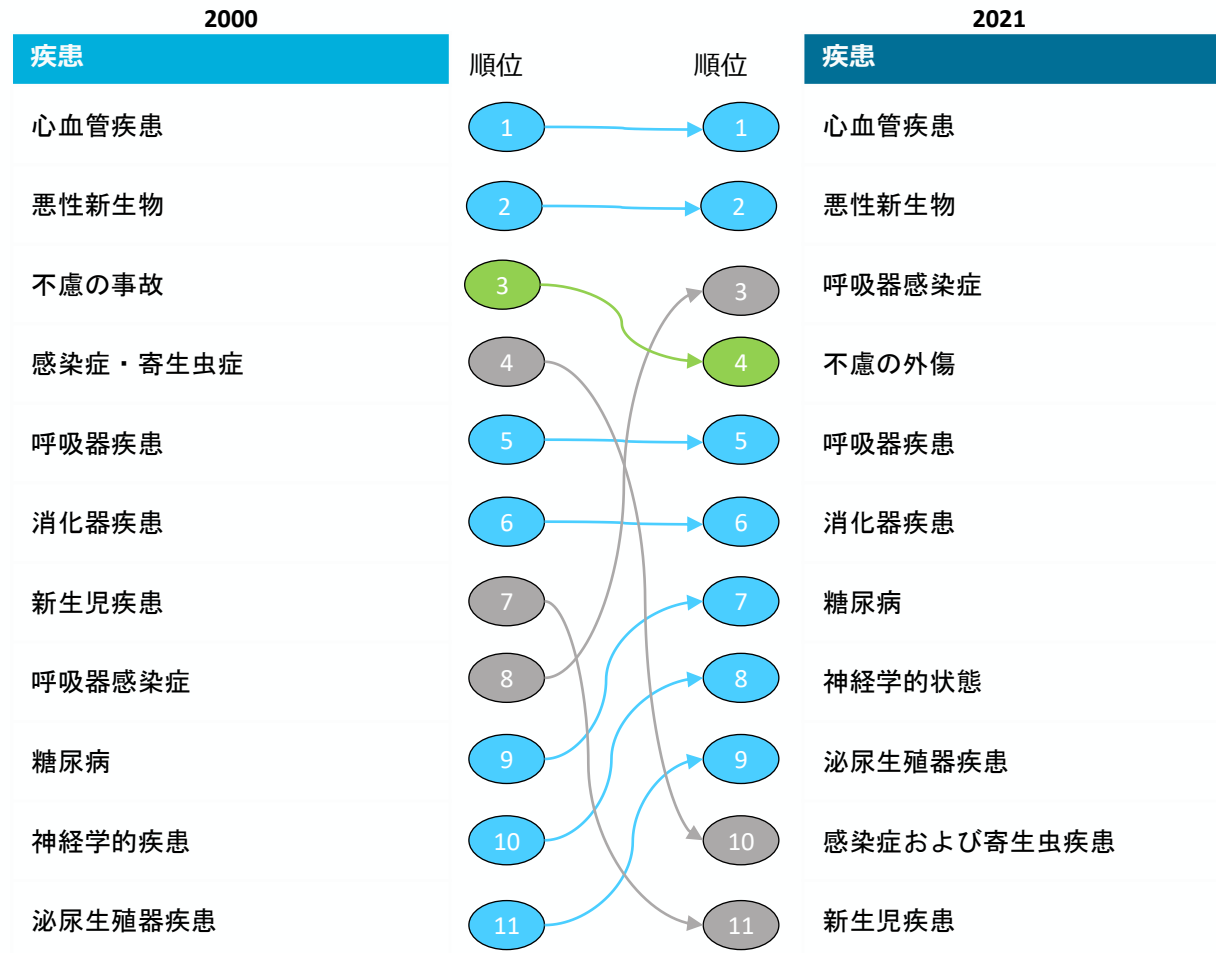 2000 2021
疾患 順位 順位 疾患
心血管疾患 1 1 心血管疾患
悪性新生物 2 2 悪性新生物
不慮の事故 3 3 呼吸器感染症
感染症・寄生虫症 4 4 不慮の外傷
呼吸器疾患 5 5 呼吸器疾患
消化器疾患 6 6 消化器疾患
新生児疾患 7 7 糖尿病
呼吸器感染症 8 8 神経学的状態
糖尿病 9 9 泌尿生殖器疾患
神経学的疾患 10 10 感染症および寄生虫疾患
泌尿生殖器疾患 11 11 新生児疾患